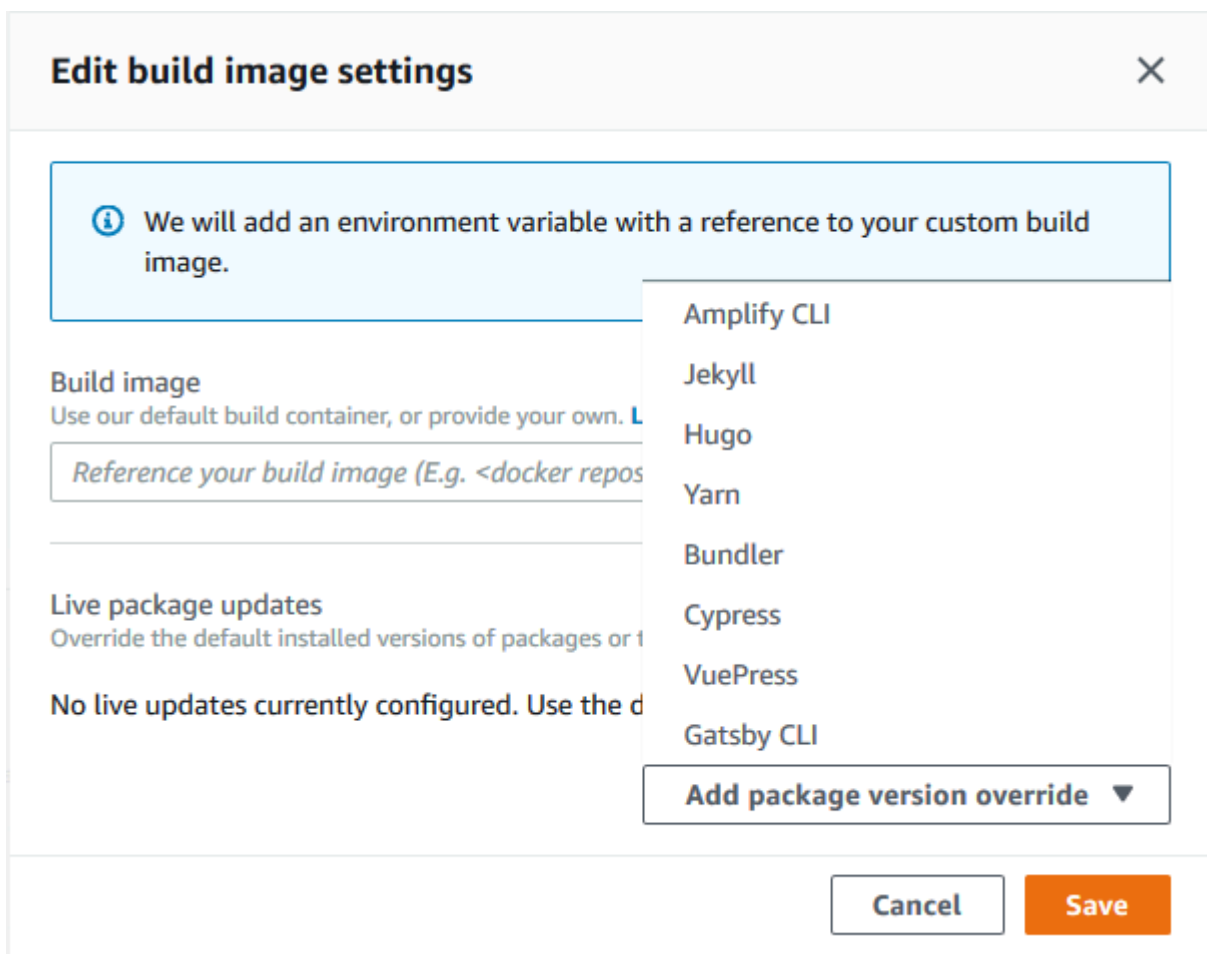 Edit build image settings
We will add an environment variable with a reference to your custom build
image.
Build image
Use our default build container, or provide your own.
Reference your build image (E.g. <docker repos
Live package updates
Override the default installed versions of packages or
No live updates currently configured. Use the
Amplify CLI
Jekyll
Hugo
Yarn
Bundler
Cypress
VuePress
Gatsby CLI
Add package version override
Cancel
Save